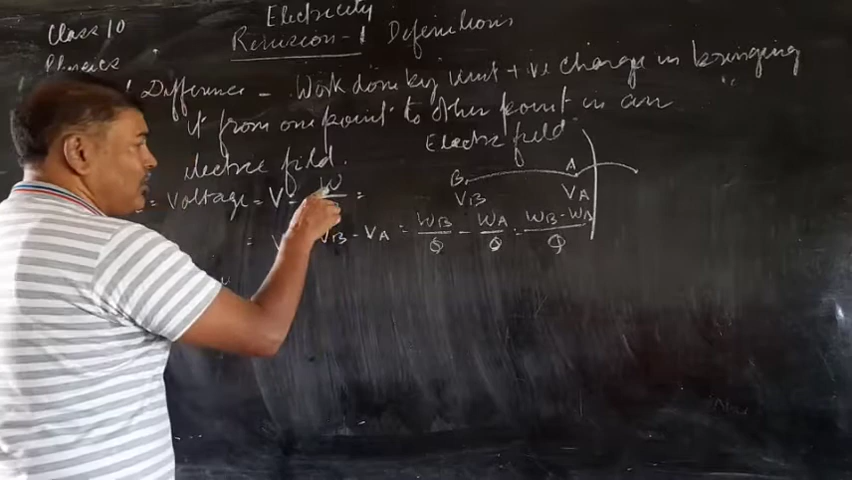 Class 10
Physics
Electricity
Revision - 1 Definitions
Difference - Work done by unit + ve charge in bringing
it from one point to other point in an
electric field.
Electric field
B A
VB VA
= Voltage = V = W =
= VB - VA = WB/Q - WA/Q = WB - WA/Q